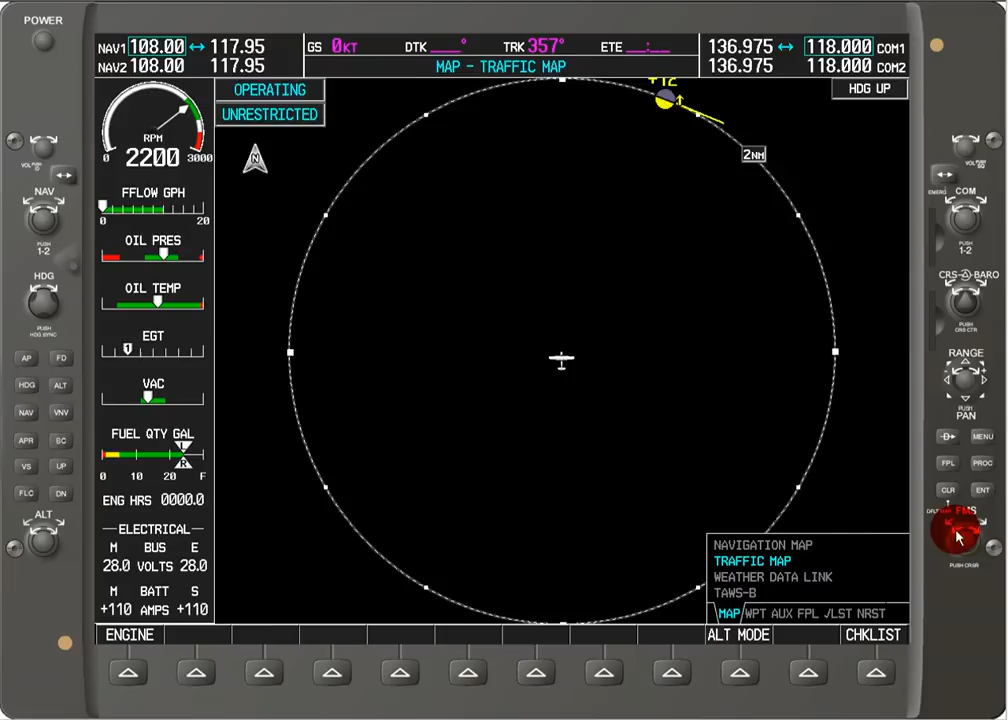 POWER
NAV1 108.00 ↔ 117.95
NAV2 108.00 117.95
GS 0KT DTK ___° TRK 357° ETE __:__
MAP - TRAFFIC MAP
136.975 ↔ 118.000 COM1
136.975 118.000 COM2
OPERATING
UNRESTRICTED
HDG UP
+12
2NM
N
RPM
0 2200 3000
FFLOW GPH
0 20
OIL PRES
OIL TEMP
EGT
1
VAC
FUEL QTY GAL
L
R
0 10 20 F
ENG HRS 0000.0
ELECTRICAL
M BUS E
28.0 VOLTS 28.0
M BATT S
+110 AMPS +110
NAVIGATION MAP
TRAFFIC MAP
WEATHER DATA LINK
TAWS-B
MAP WPT AUX FPL JLST NRST
ENGINE
ALT MODE
CHKLIST
NAV
PUSH
1-2
HDG
PUSH
HDG SYNC
AP FD
HDG ALT
NAV VNV
APR BC
VS UP
FLC DN
ALT
EMERG
COM
PUSH
1-2
CRS BARO
PUSH
CRS CTR
RANGE
PUSH
PAN
D MENU
FPL PROC
CLR ENT
FMS
PUSH CRSR